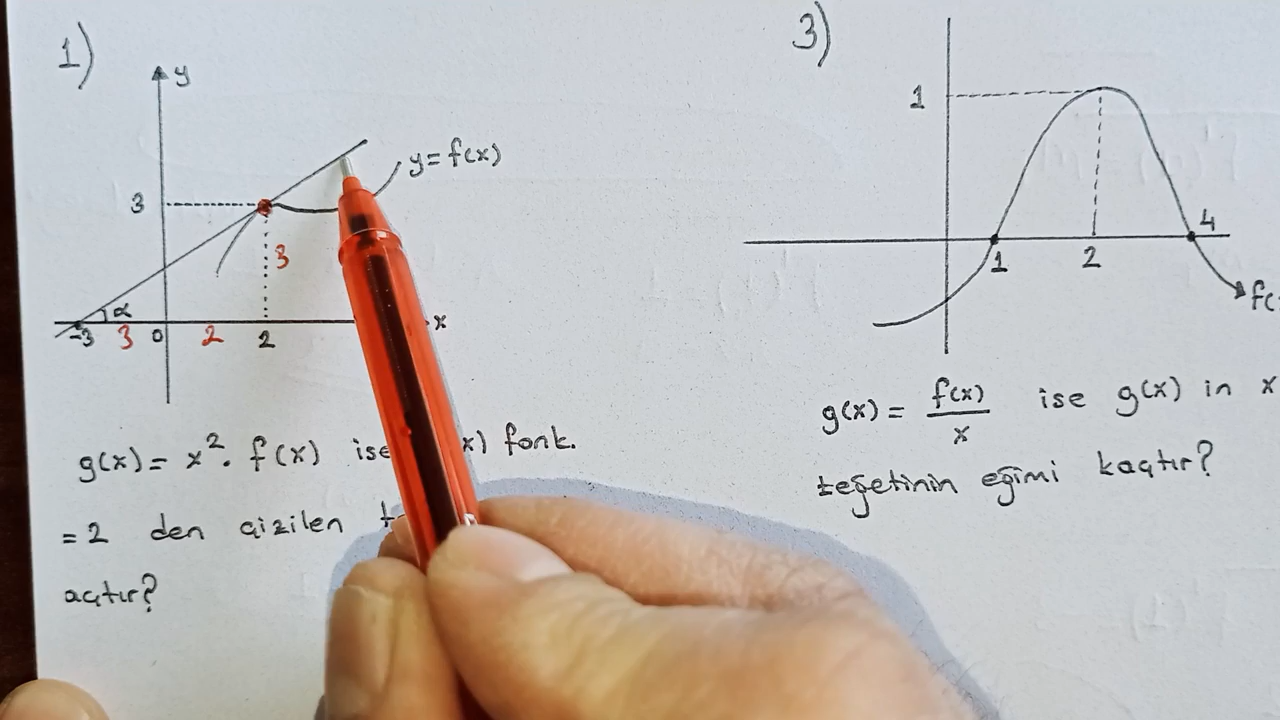 1)
y
y=f(x)
3
3
α
-3 3 0 2 2
x
g(x)= x². f(x) ise x) fonk.
=2 den çizilen
açtır?
3)
1
4
1 2
f(
g(x)= f(x)/x ise g(x) in x
teğetinin eğimi kaçtır?